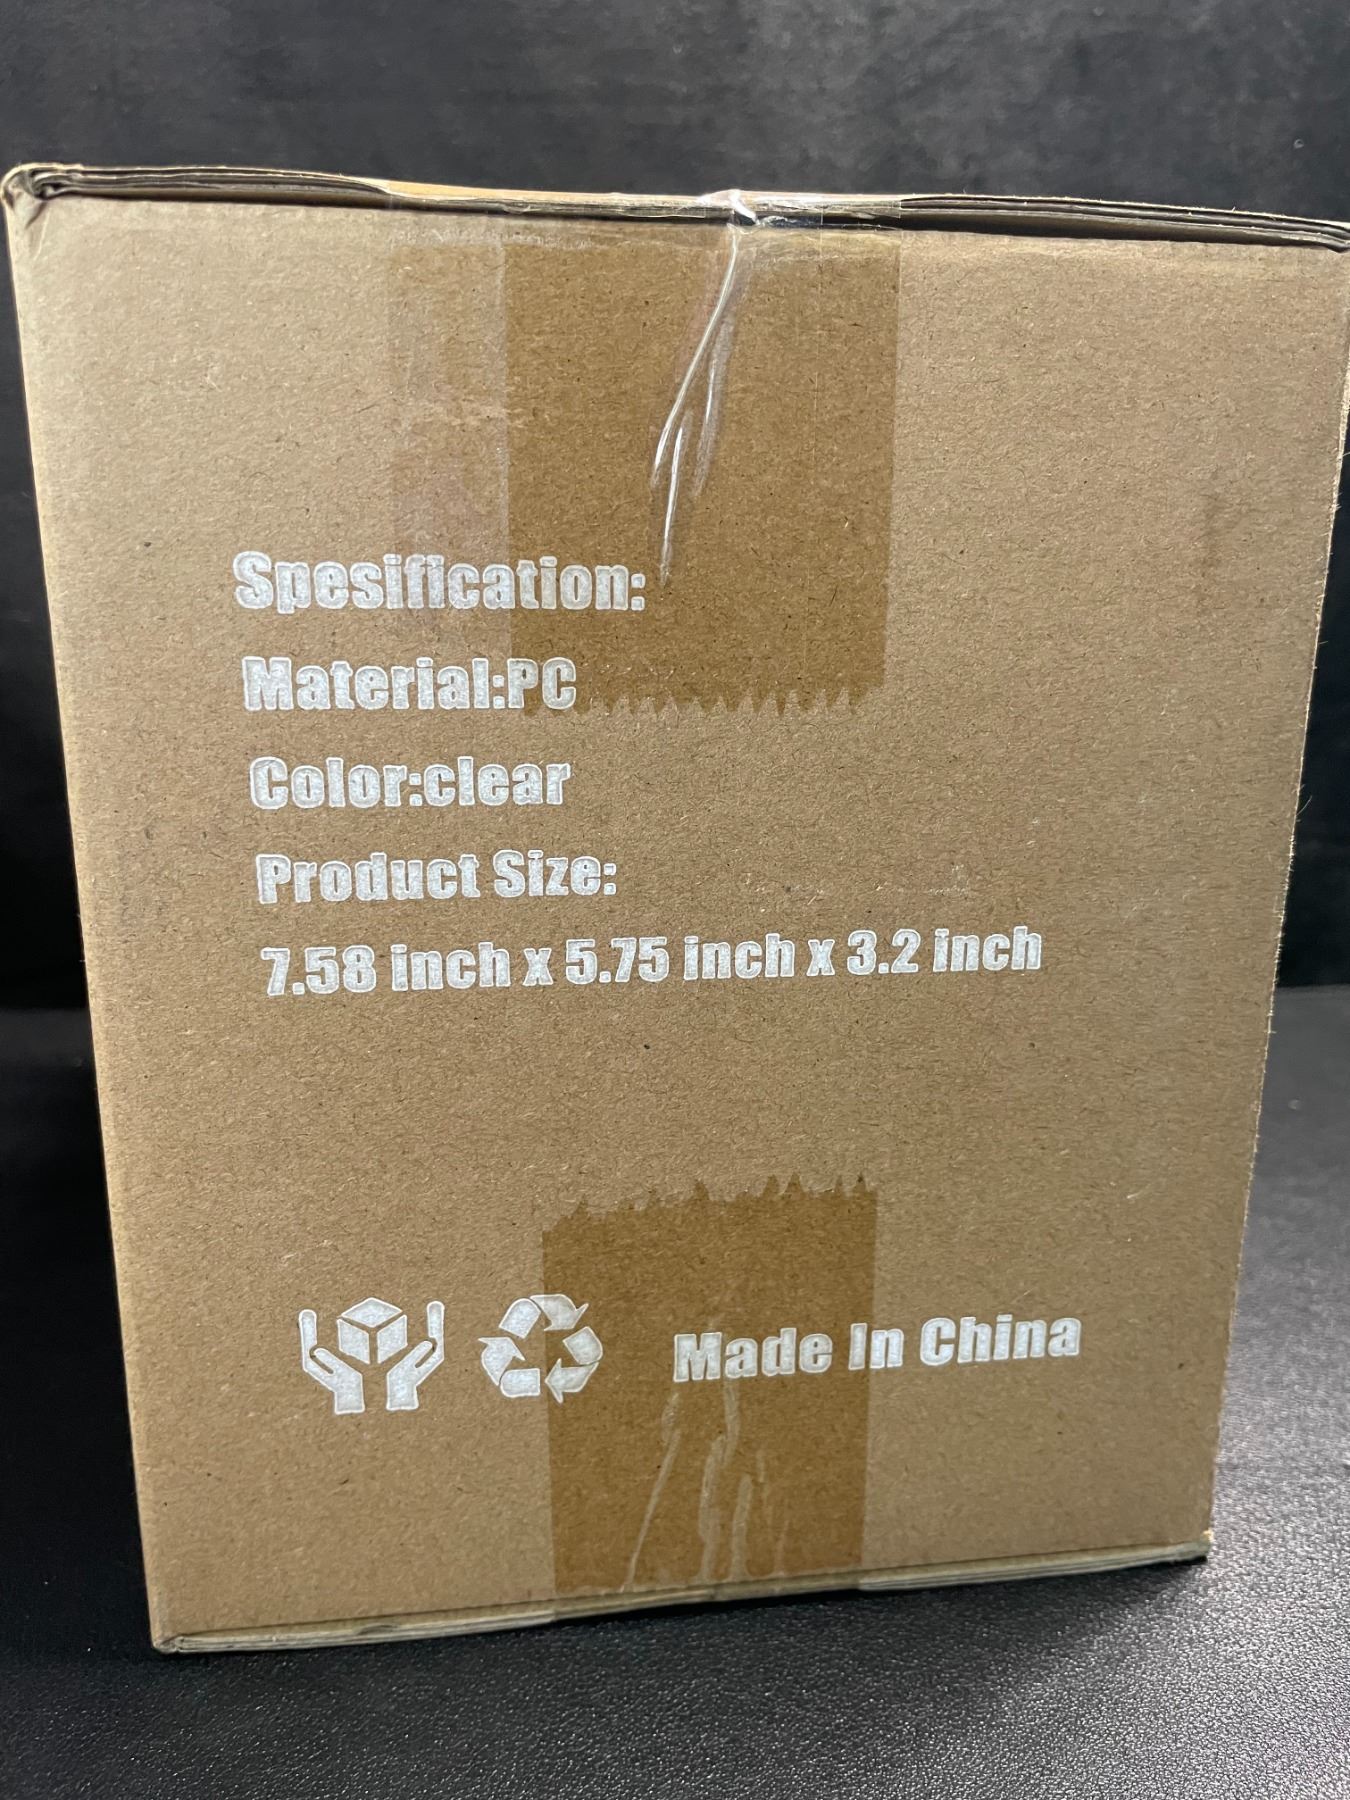 Spesification:
Material:PC
Color:clear
Product Size:
7.58 inch x 5.75 inch x 3.2 inch
Made In China